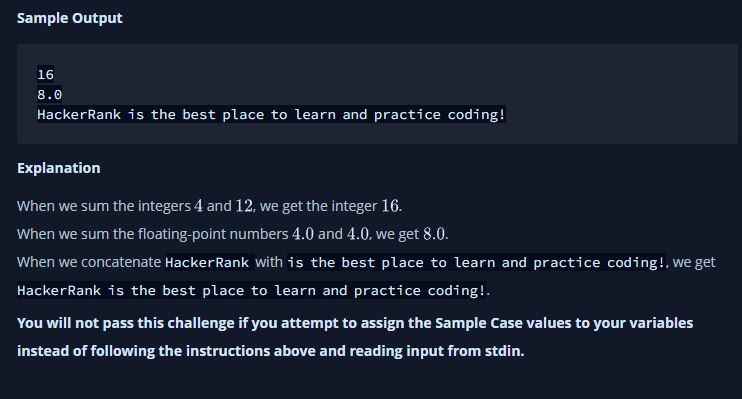 Sample Output
16
8.0
HackerRank is the best place to learn and practice coding!
Explanation
When we sum the integers 4 and 12, we get the integer 16.
When we sum the floating-point numbers 4.0 and 4.0, we get 8.0.
When we concatenate HackerRank with is the best place to learn and practice coding!, we get
HackerRank is the best place to learn and practice coding!.
You will not pass this challenge if you attempt to assign the Sample Case values to your variables
instead of following the instructions above and reading input from stdin.